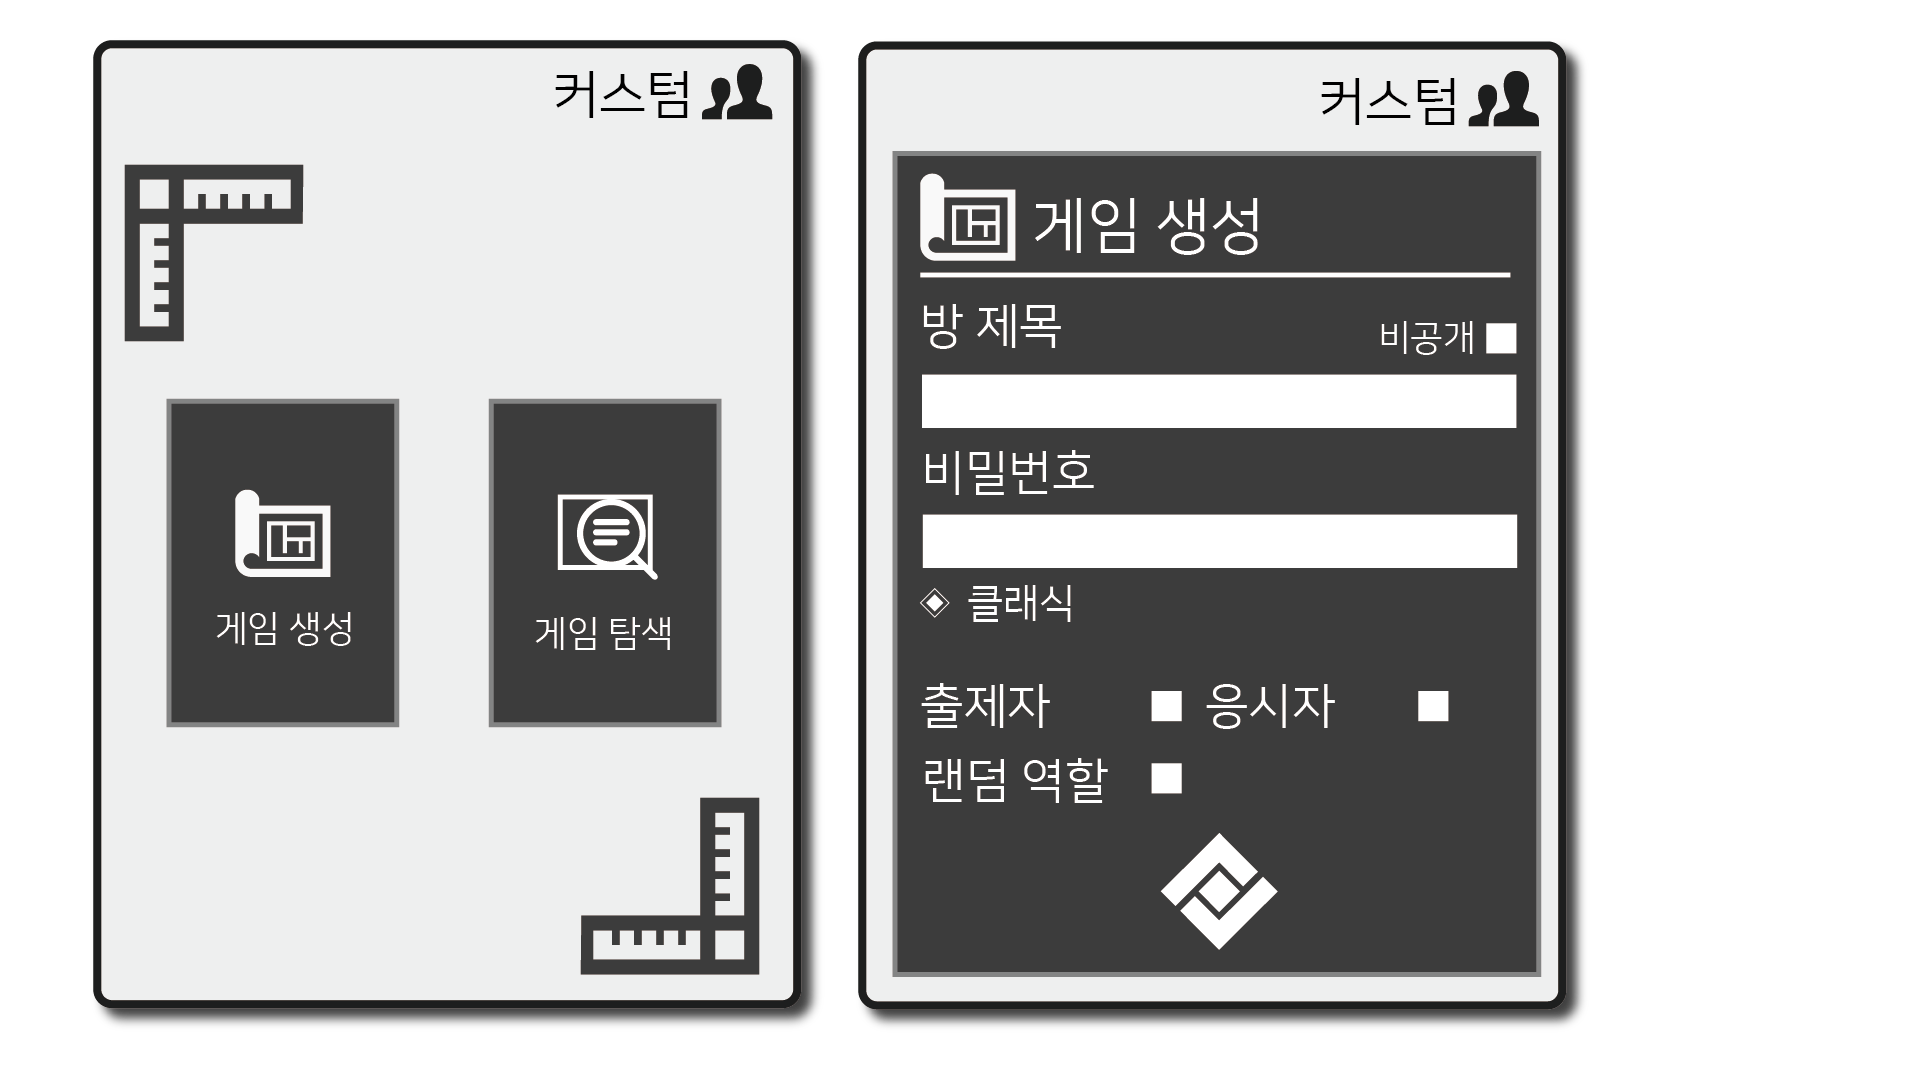 커스텀
게임 생성
게임 탐색
커스텀
게임 생성
방 제목
비공개
비밀번호
클래식
출제자 응시자
랜덤 역할